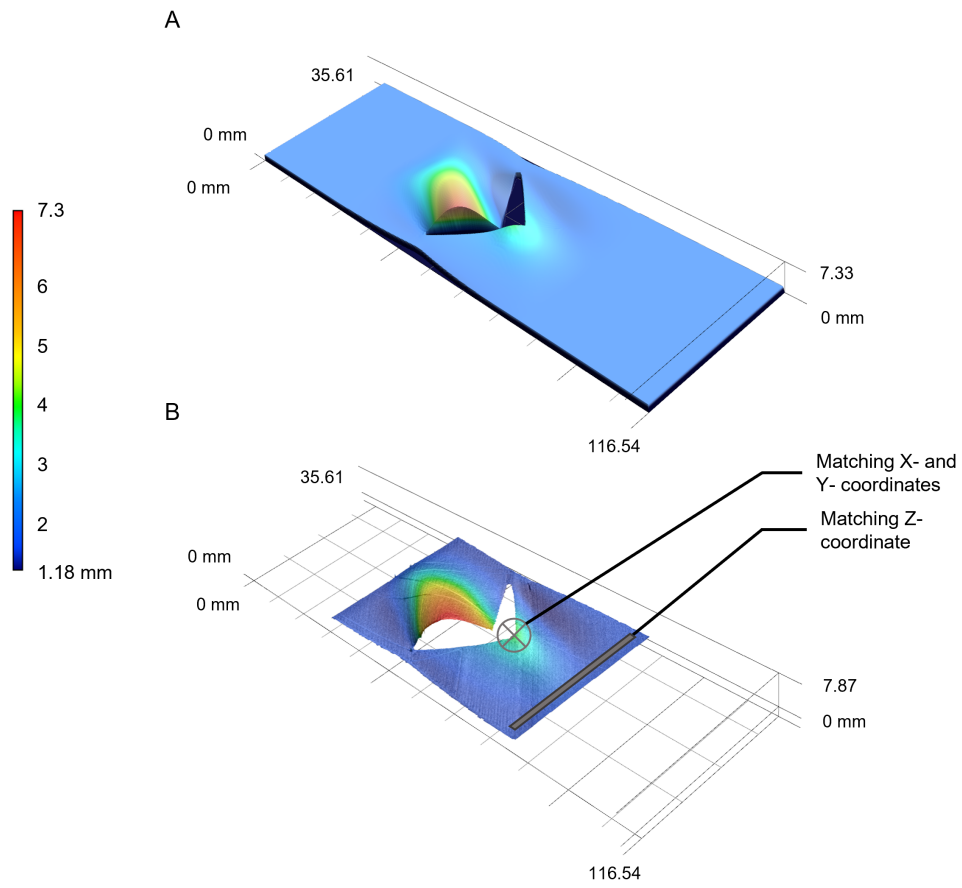 A
35.61
0 mm
0 mm
7.3
6
5
4
3
2
1.18 mm
7.33
0 mm
116.54
B
35.61
0 mm
0 mm
Matching X- and
Y- coordinates
Matching Z-
coordinate
7.87
0 mm
116.54